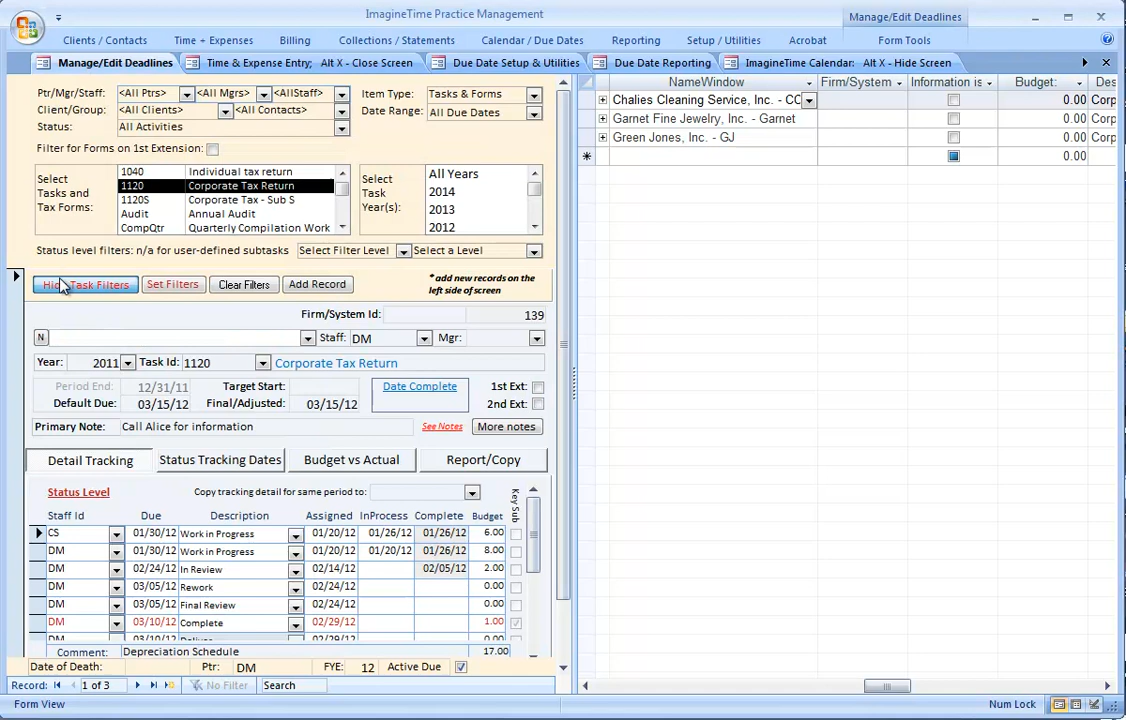 ImagineTime Practice Management
Manage/Edit Deadlines
Clients / Contacts Time + Expenses Billing Collections / Statements Calendar / Due Dates Reporting Setup / Utilities Acrobat Form Tools
Manage/Edit Deadlines Time & Expense Entry; Alt X - Close Screen Due Date Setup & Utilities Due Date Reporting ImagineTime Calendar: Alt X - Hide Screen
Ptr/Mgr/Staff: <All Ptrs> <All Mgrs> <AllStaff> Item Type: Tasks & Forms
Client/Group: <All Clients> <All Contacts> Date Range: All Due Dates
Status: All Activities
Filter for Forms on 1st Extension:
Select Tasks and Tax Forms:
1040 Individual tax return
1120 Corporate Tax Return
1120S Corporate Tax - Sub S
Audit Annual Audit
CompQtr Quarterly Compilation Work
Select Task Year(s):
All Years
2014
2013
2012
Status level filters: n/a for user-defined subtasks Select Filter Level Select a Level
Hide Task Filters Set Filters Clear Filters Add Record * add new records on the left side of screen
Firm/System Id: 139
N Staff: DM Mgr:
Year: 2011 Task Id: 1120 Corporate Tax Return
Period End: 12/31/11 Target Start: Date Complete 1st Ext:
Default Due: 03/15/12 Final/Adjusted: 03/15/12 2nd Ext:
Primary Note: Call Alice for information See Notes More notes
Detail Tracking Status Tracking Dates Budget vs Actual Report/Copy
Status Level Copy tracking detail for same period to: Key Sub
Staff Id Due Description Assigned InProcess Complete Budget
CS 01/30/12 Work in Progress 01/20/12 01/26/12 01/26/12 6.00
DM 01/30/12 Work in Progress 01/20/12 01/20/12 01/26/12 8.00
DM 02/24/12 In Review 02/14/12 02/05/12 2.00
DM 03/05/12 Rework 02/24/12 0.00
DM 03/05/12 Final Review 02/24/12 0.00
DM 03/10/12 Complete 02/29/12 1.00
DM 03/10/12 Deliver 02/29/12 0.00
Comment: Depreciation Schedule 17.00
Date of Death: Ptr: DM FYE: 12 Active Due
Record: 1 of 3 No Filter Search
Form View Num Lock
NameWindow Firm/System Information is Budget: Des
Chalies Cleaning Service, Inc. - CC 0.00 Corp
Garnet Fine Jewelry, Inc. - Garnet 0.00 Corp
Green Jones, Inc. - GJ 0.00 Corp
0.00